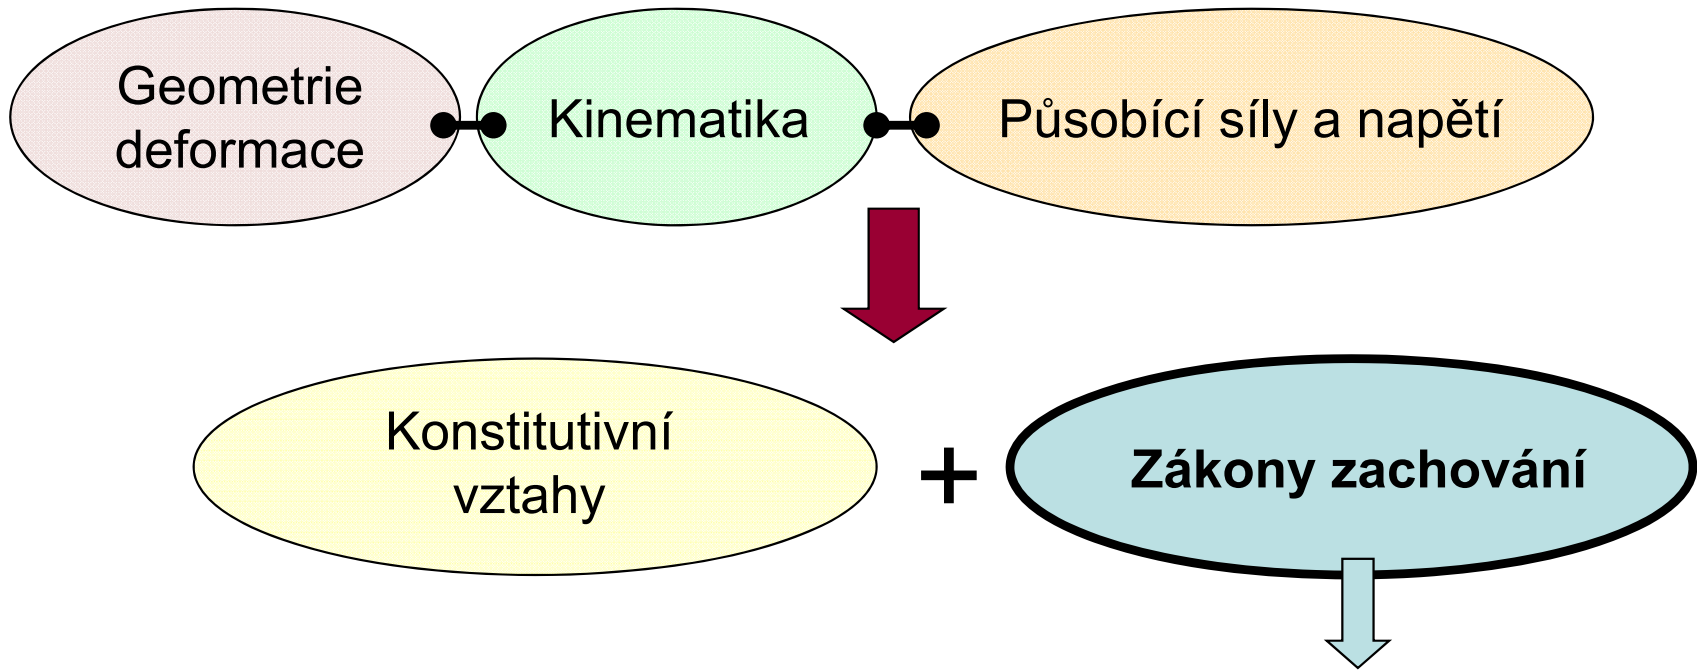 Geometrie
deformace
Kinematika
Působící síly a napětí
Konstitutivní
vztahy
+
Zákony zachování